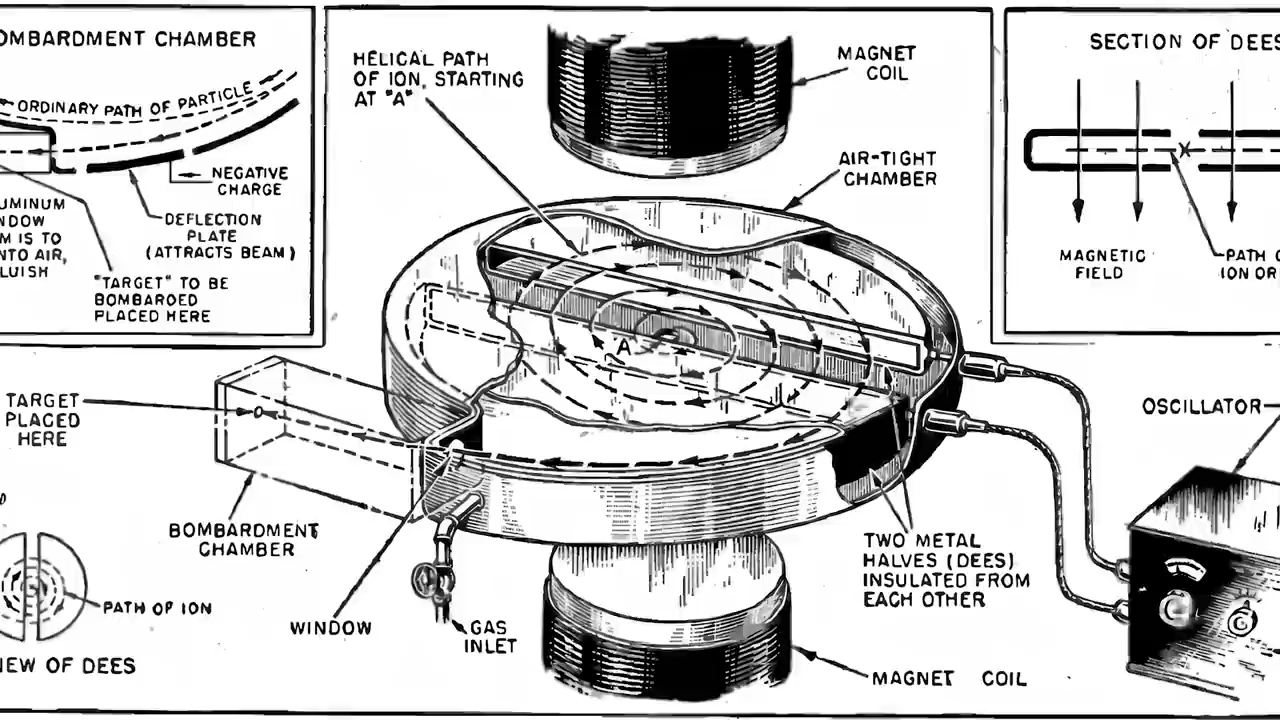 OMBARDMENT CHAMBER
ORDINARY PATH OF PARTICLE
NEGATIVE
CHARGE
UMINUM
NDOW
M IS TO
NTO AIR,
LUISH
DEFLECTION
PLATE
(ATTRACTS BEAM)
"TARGET" TO BE
BOMBAROED
PLACED HERE
HELICAL PATH
OF ION, STARTING
AT "A"
MAGNET
COIL
AIR-TIGHT
CHAMBER
A
SECTION OF DEES
X
MAGNETIC
FIELD
PATH O
ION OR
TARGET
PLACED
HERE
BOMBARDMENT
CHAMBER
PATH OF ION
IEW OF DEES
WINDOW
GAS
INLET
TWO METAL
HALVES (DEES)
INSULATED FROM
EACH OTHER
MAGNET COIL
OSCILLATOR